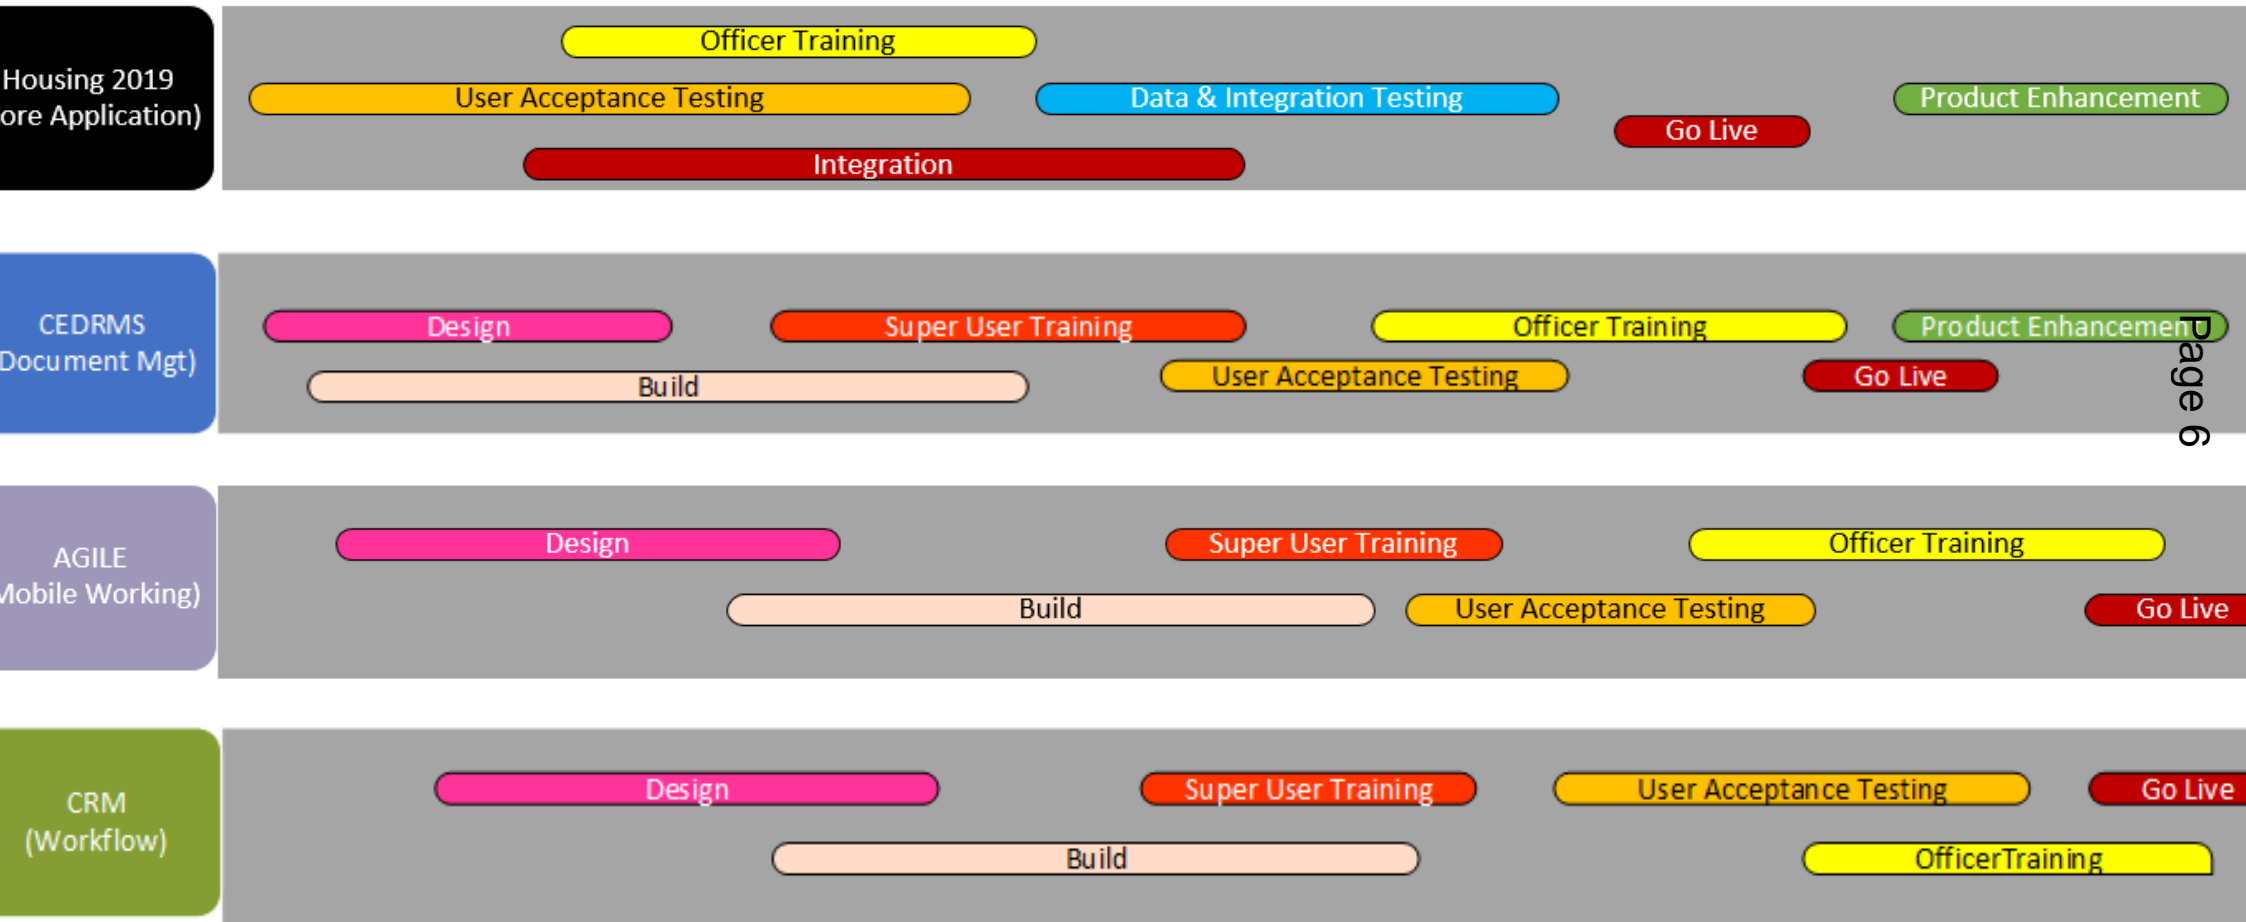 Housing 2019
ore Application)
Officer Training
User Acceptance Testing
Data & Integration Testing
Product Enhancement
Go Live
Integration
CEDRMS
Document Mgt)
Design
Super User Training
Officer Training
Product Enhancement
User Acceptance Testing
Go Live
Build
Page 6
AGILE
Mobile Working)
Design
Super User Training
Officer Training
Build
User Acceptance Testing
Go Live
CRM
(Workflow)
Design
Super User Training
User Acceptance Testing
Go Live
Build
OfficerTraining